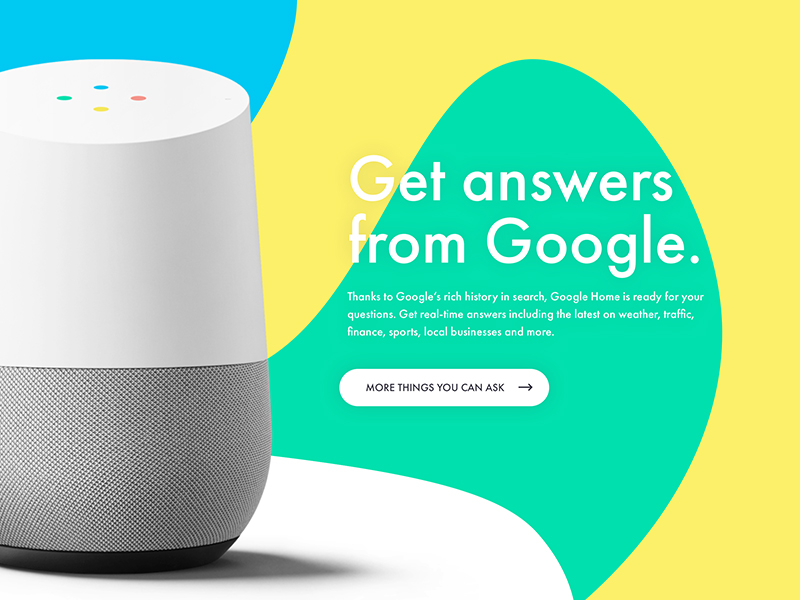 Get answers
from Google.
Thanks to Google's rich history in search, Google Home is ready for your
questions. Get real-time answers including the latest on weather, traffic,
finance, sports, local businesses and more.
MORE THINGS YOU CAN ASK →